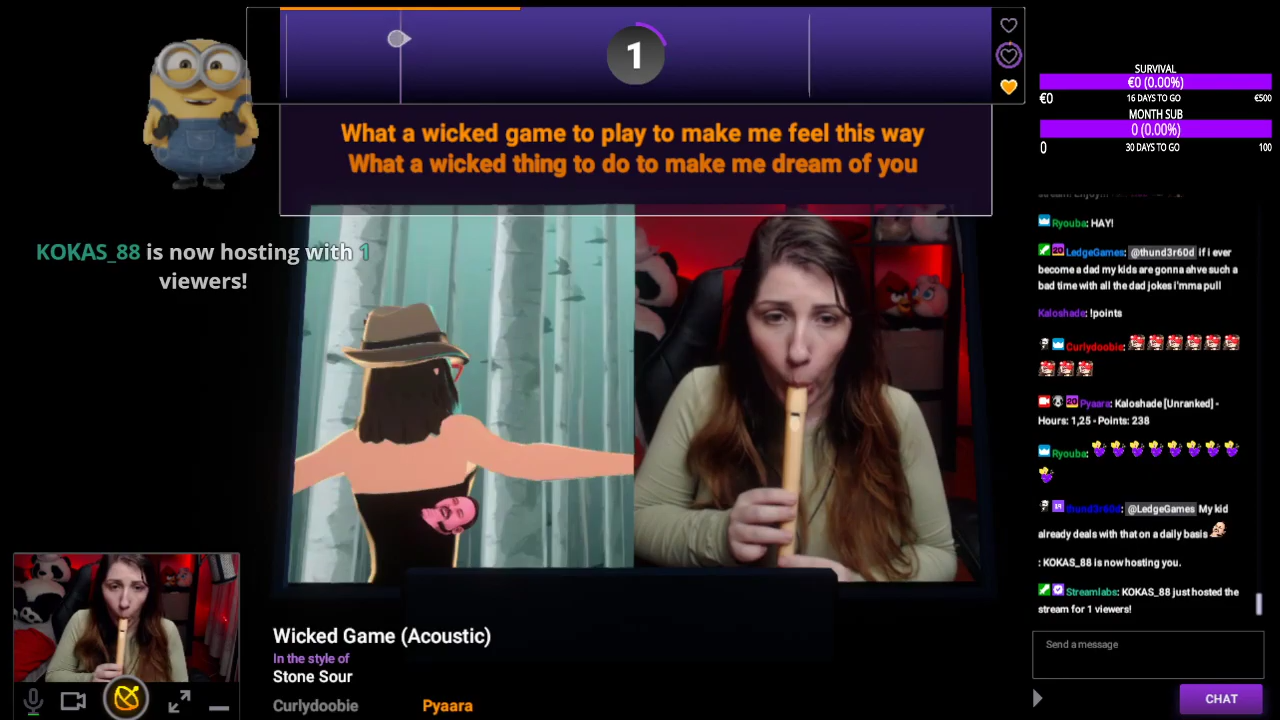 1
What a wicked game to play to make me feel this way
What a wicked thing to do to make me dream of you
KOKAS_88 is now hosting with 1
viewers!
Wicked Game (Acoustic)
In the style of
Stone Sour
Curlydoobie Pyaara
SURVIVAL
€0 (0.00%)
€0 16 DAYS TO GO €500
MONTH SUB
0 (0.00%)
0 30 DAYS TO GO 100
Ryouba: HAY!
20 LedgeGames: @thund3r60d if i ever
become a dad my kids are gonna ahve such a
bad time with all the dad jokes i'mma pull
Kaloshade: !points
Curlydoobie:
20 Pyaara: Kaloshade [Unranked] -
Hours: 1,25 - Points: 238
Ryouba:
thund3r60d: @LedgeGames My kid
already deals with that on a daily basis
: KOKAS_88 is now hosting you.
Streamlabs: KOKAS_88 just hosted the
stream for 1 viewers!
Send a message
CHAT